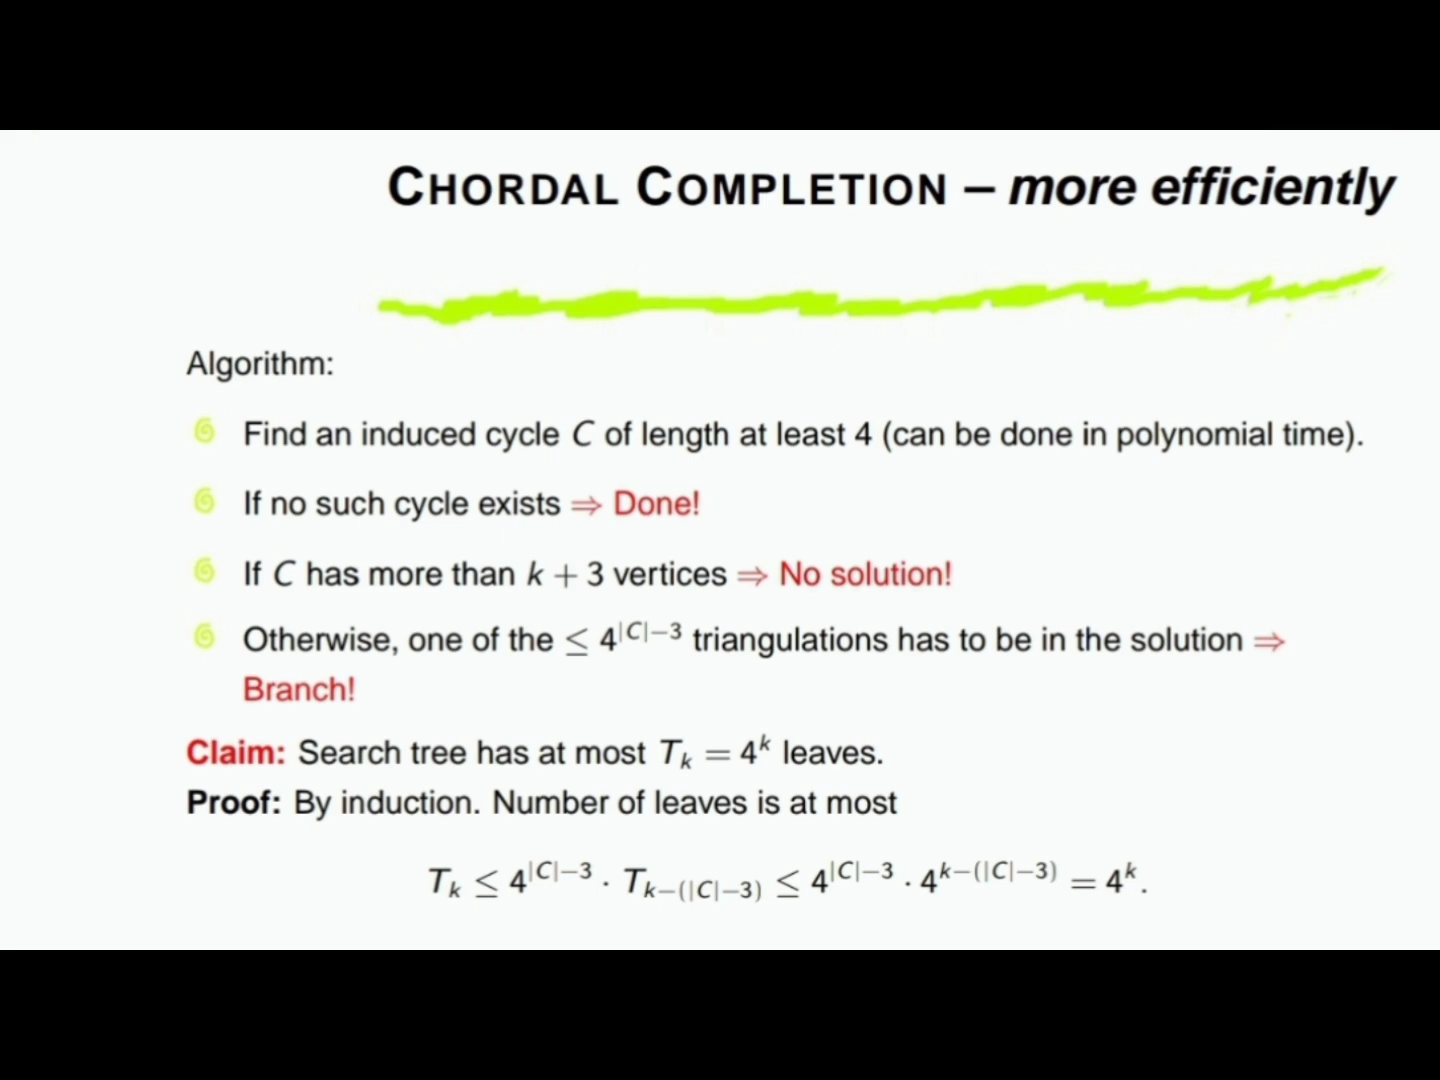 CHORDAL COMPLETION – more efficiently
Algorithm:
Find an induced cycle C of length at least 4 (can be done in polynomial time).
If no such cycle exists ⇒ Done!
If C has more than k + 3 vertices ⇒ No solution!
Otherwise, one of the ≤ 4^{|C|−3} triangulations has to be in the solution ⇒
Branch!
Claim: Search tree has at most T_k = 4^k leaves.
Proof: By induction. Number of leaves is at most
T_k ≤ 4^{|C|−3} · T_{k−(|C|−3)} ≤ 4^{|C|−3} · 4^{k−(|C|−3)} = 4^k.